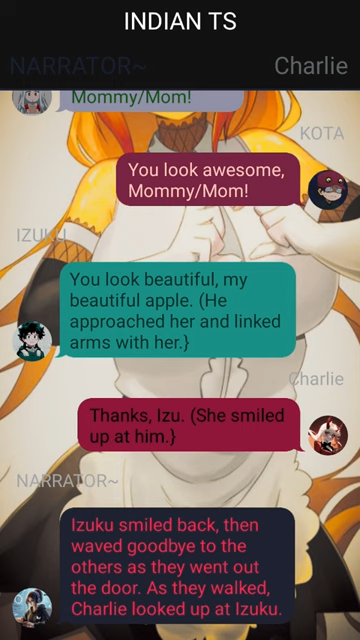 INDIAN TS
NARRATOR~
Charlie
Mommy/Mom!
KOTA
You look awesome,
Mommy/Mom!
IZUKU
You look beautiful, my
beautiful apple. (He
approached her and linked
arms with her.}
Charlie
Thanks, Izu. (She smiled
up at him.}
NARRATOR~
Izuku smiled back, then
waved goodbye to the
others as they went out
the door. As they walked,
Charlie looked up at Izuku.